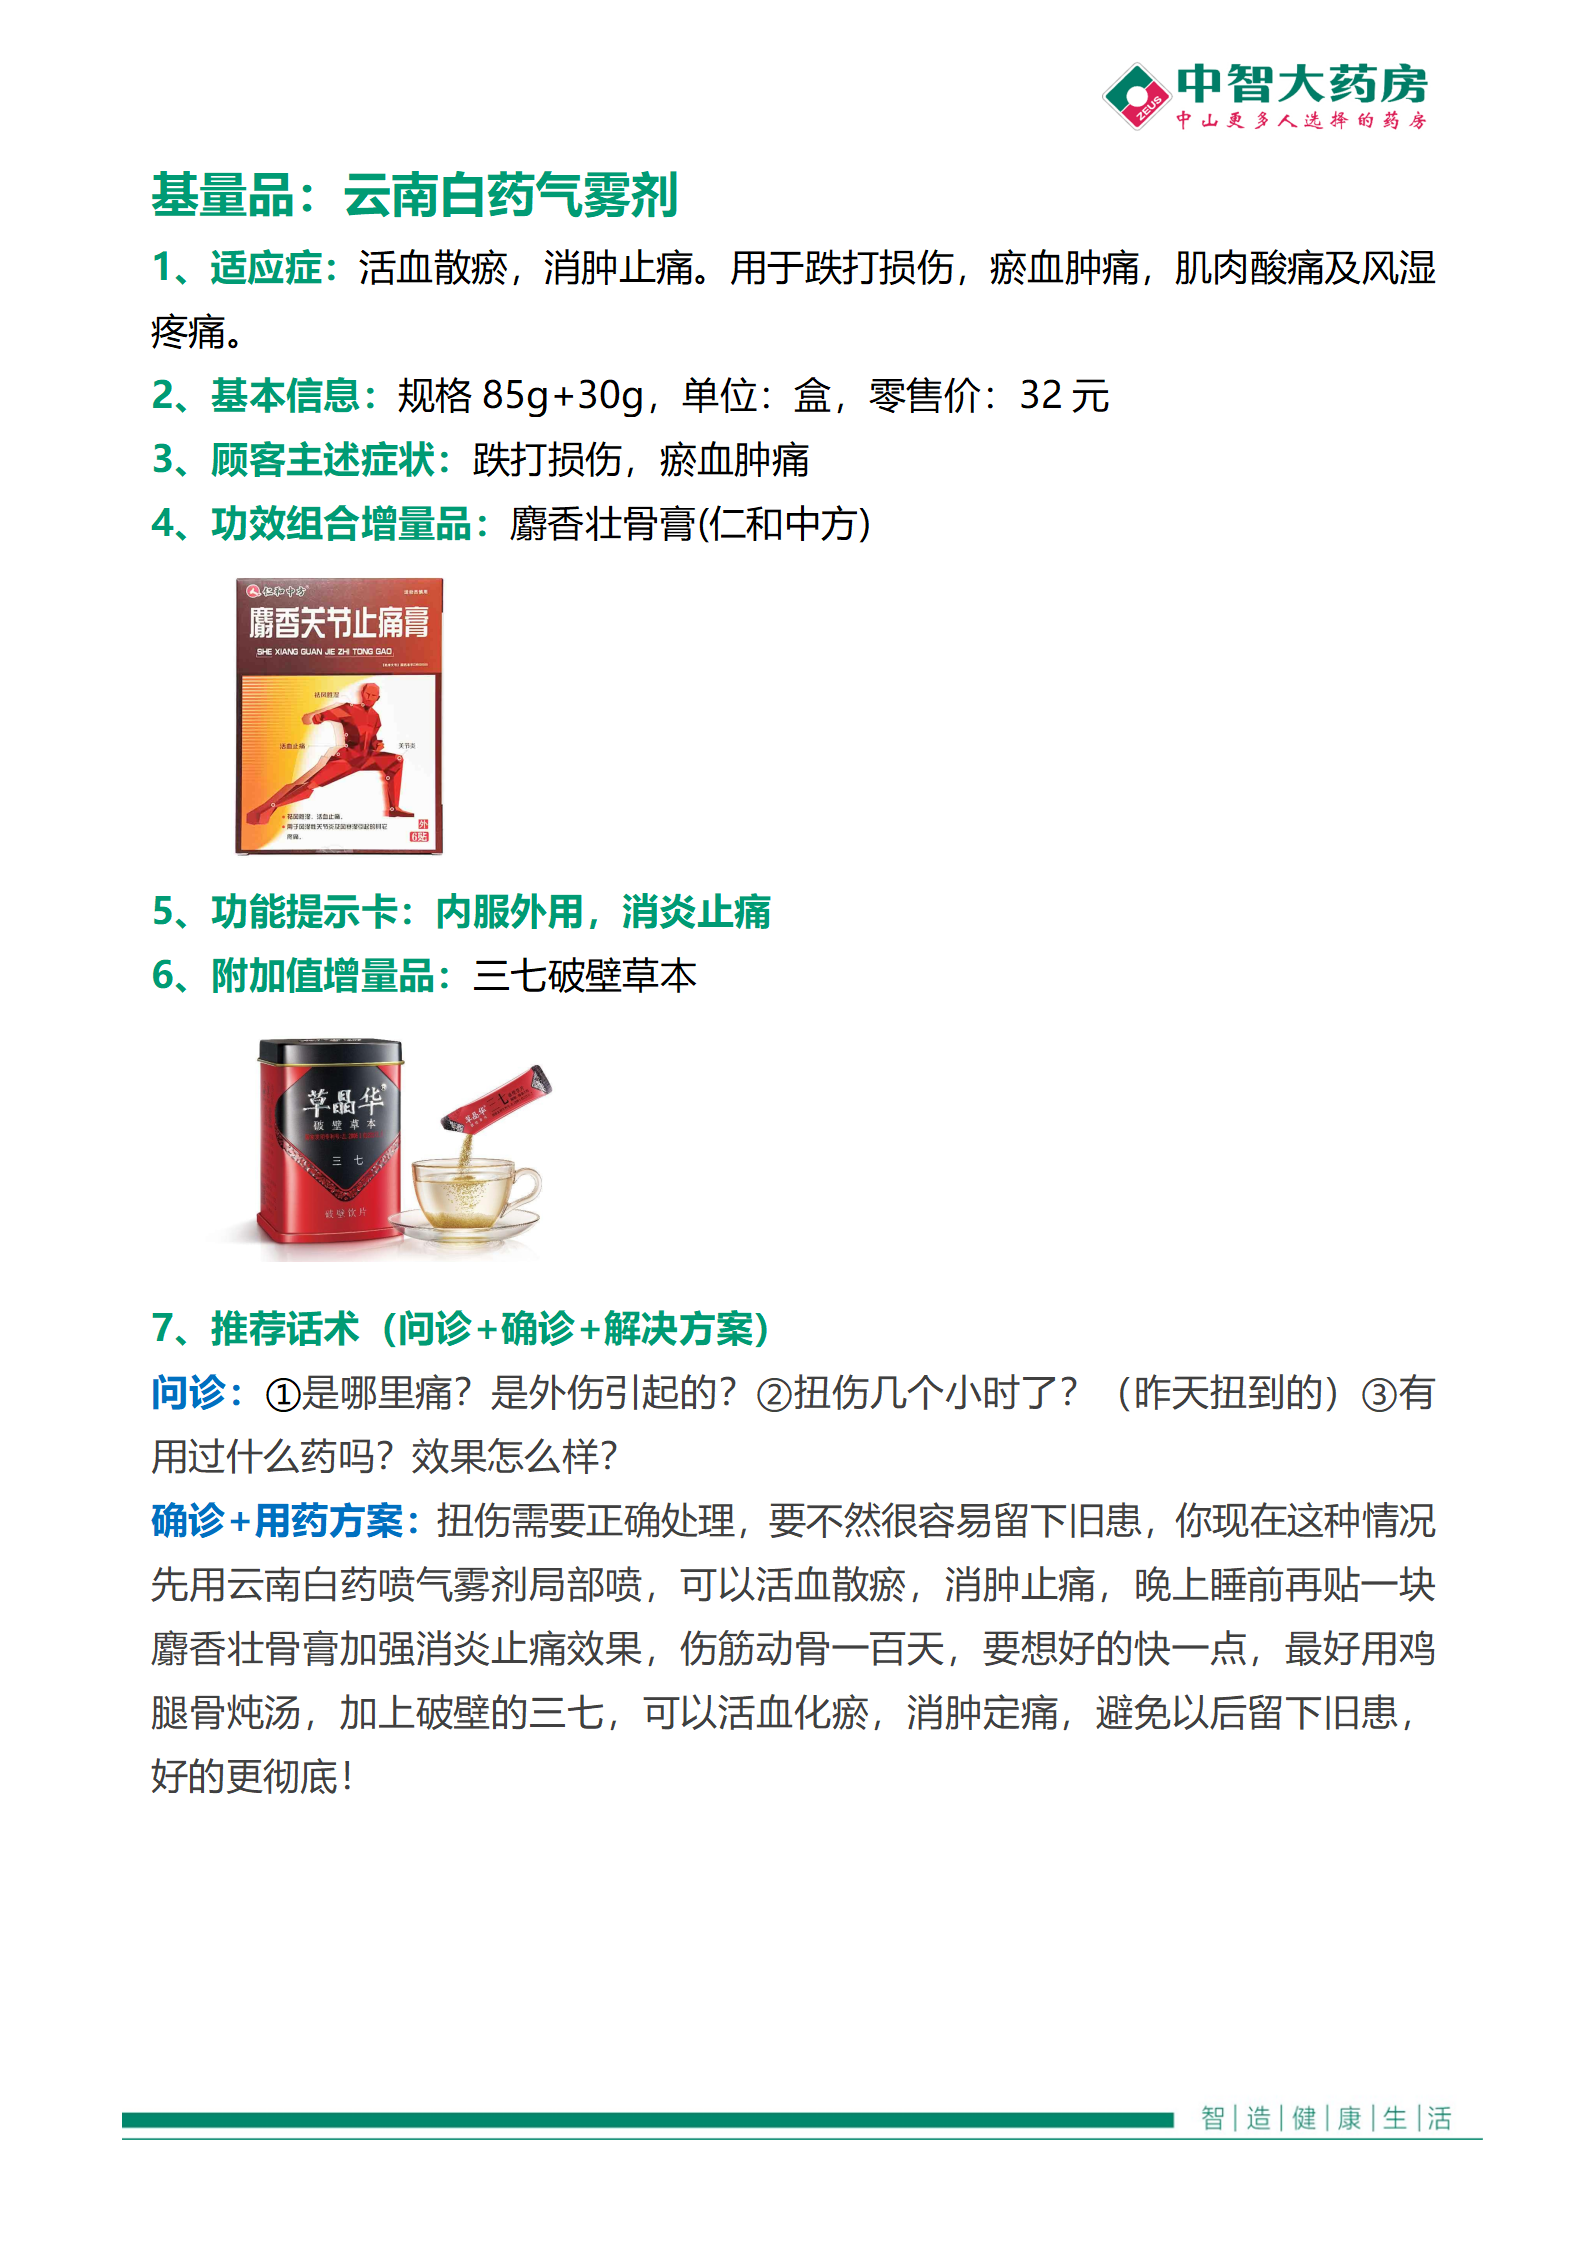 中智大药房
ZEUS
中山更多人选择的药房
基量品：云南白药气雾剂
1、适应症：活血散瘀，消肿止痛。用于跌打损伤，瘀血肿痛，肌肉酸痛及风湿
疼痛。
2、基本信息：规格 85g+30g，单位：盒，零售价：32 元
3、顾客主述症状：跌打损伤，瘀血肿痛
4、功效组合增量品：麝香壮骨膏(仁和中方)
仁和中方
麝香关节止痛膏
SHE XIANG GUAN JIE ZHI TONG GAO
祛风除湿
活血止痛
关节炎
祛风除湿，活血止痛。
外
6贴
5、功能提示卡：内服外用，消炎止痛
6、附加值增量品：三七破壁草本
草晶华
破壁草本
三七
破壁饮片
7、推荐话术（问诊+确诊+解决方案）
问诊：①是哪里痛？是外伤引起的？②扭伤几个小时了？（昨天扭到的）③有
用过什么药吗？效果怎么样？
确诊+用药方案：扭伤需要正确处理，要不然很容易留下旧患，你现在这种情况
先用云南白药喷气雾剂局部喷，可以活血散瘀，消肿止痛，晚上睡前再贴一块
麝香壮骨膏加强消炎止痛效果，伤筋动骨一百天，要想好的快一点，最好用鸡
腿骨炖汤，加上破壁的三七，可以活血化瘀，消肿定痛，避免以后留下旧患，
好的更彻底！
智|造|健|康|生|活